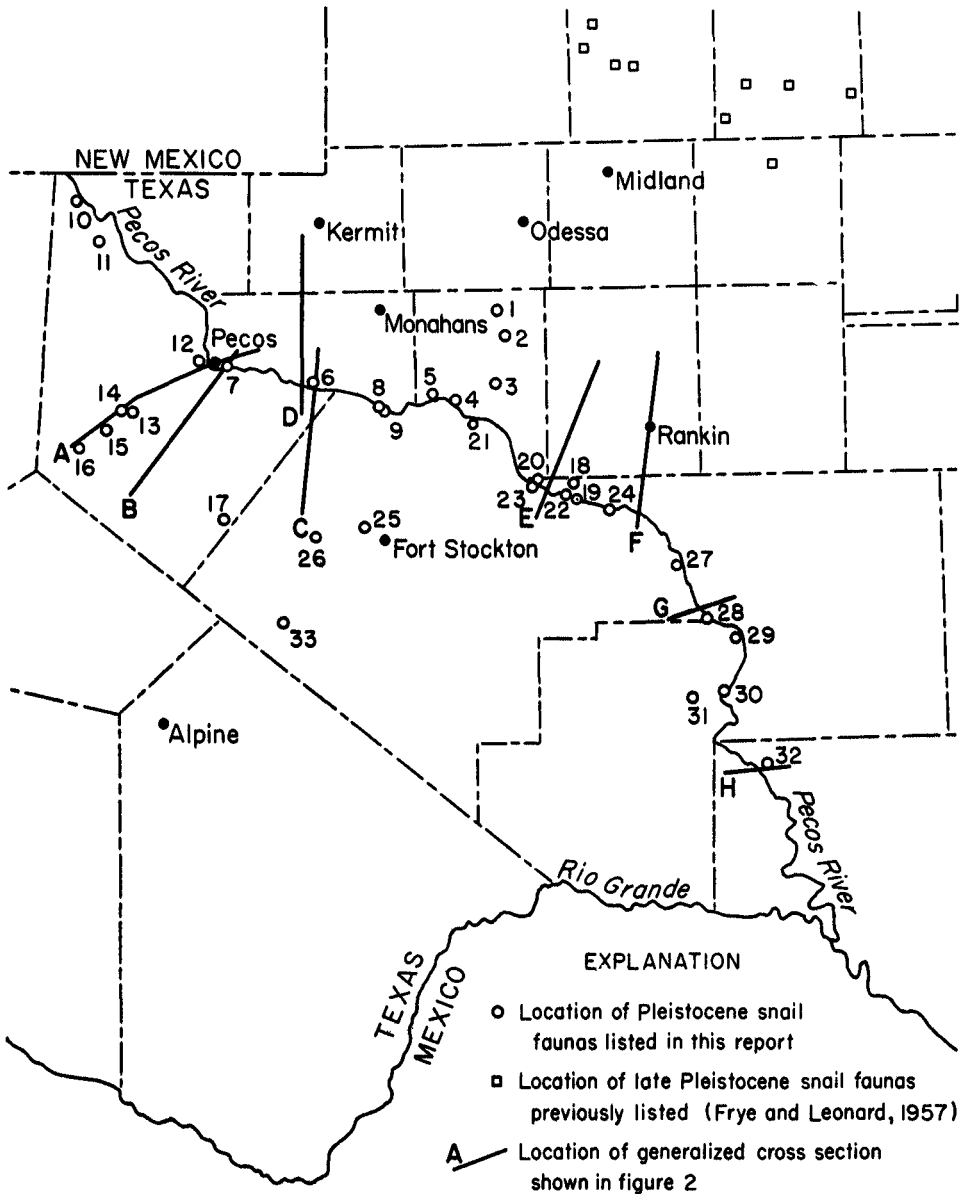 NEW MEXICO
TEXAS
Midland
10
Kermit
Odessa
11
Pecos River
1
Monahans
2
12
Pecos
7
6
8
5
4
3
14
13
D
9
21
Rankin
15
A
16
20
18
B
23
22
19
24
17
E
C
25
F
26
Fort Stockton
27
G
28
29
33
30
31
Alpine
32
H
Pecos River
Rio Grande
TEXAS
MEXICO
EXPLANATION
Location of Pleistocene snail
faunas listed in this report
Location of late Pleistocene snail faunas
previously listed (Frye and Leonard, 1957)
A
Location of generalized cross section
shown in figure 2